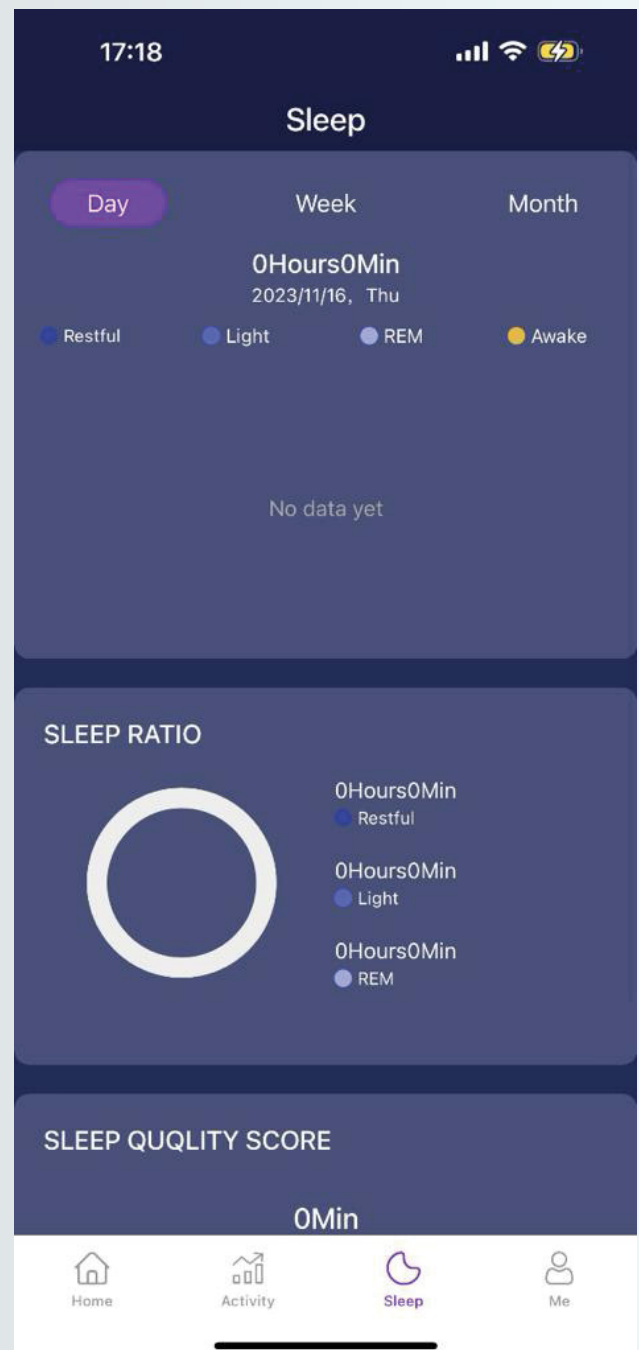 17:18
Sleep
Day Week Month
0Hours0Min
2023/11/16, Thu
Restful Light REM Awake
No data yet
SLEEP RATIO
0Hours0Min
Restful
0Hours0Min
Light
0Hours0Min
REM
SLEEP QUQLITY SCORE
0Min
Home Activity Sleep Me